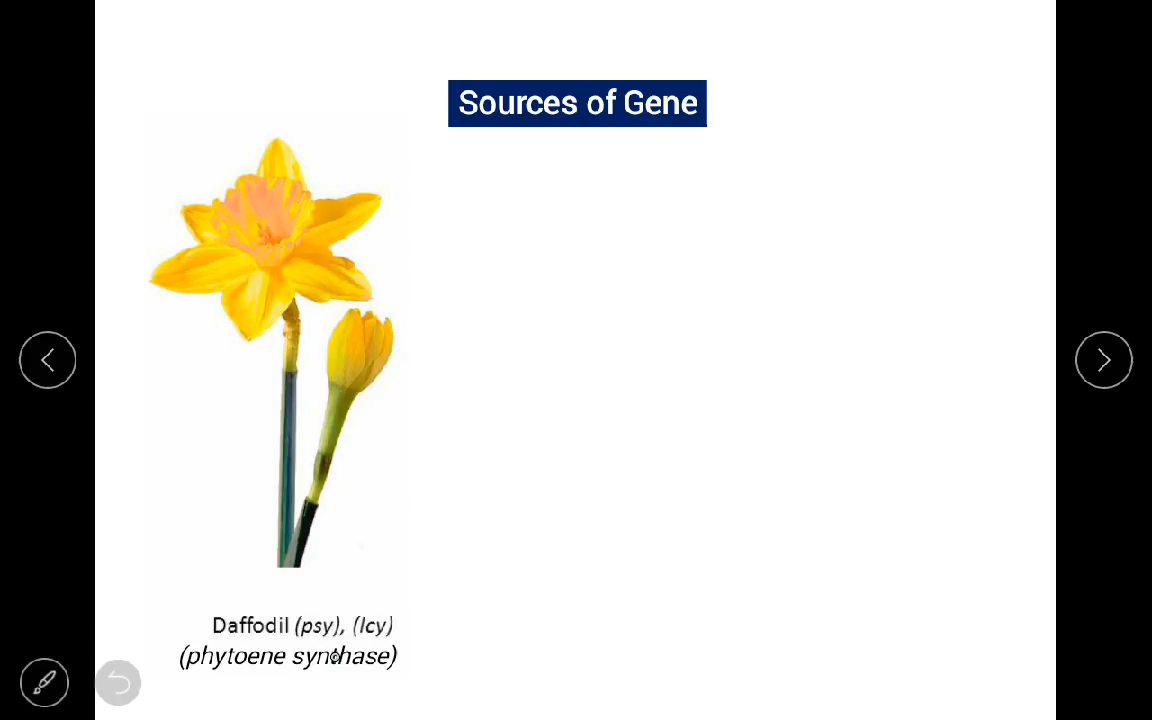 Sources of Gene
Daffodil (psy), (lcy)
(phytoene synthase)